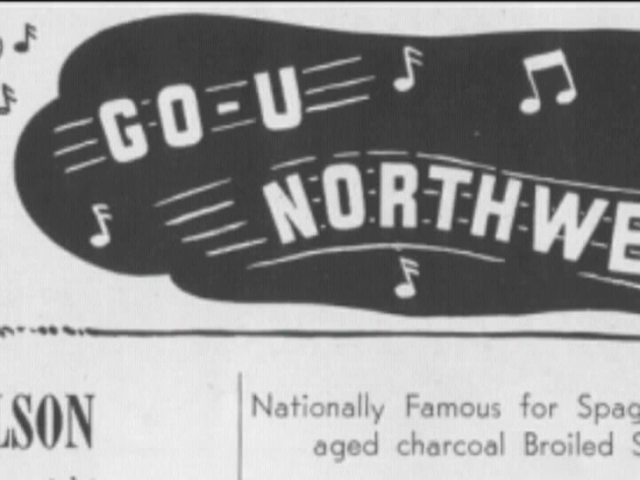 GO-U
NORTHWE
LSON
Nationally Famous for Spag
aged charcoal Broiled S